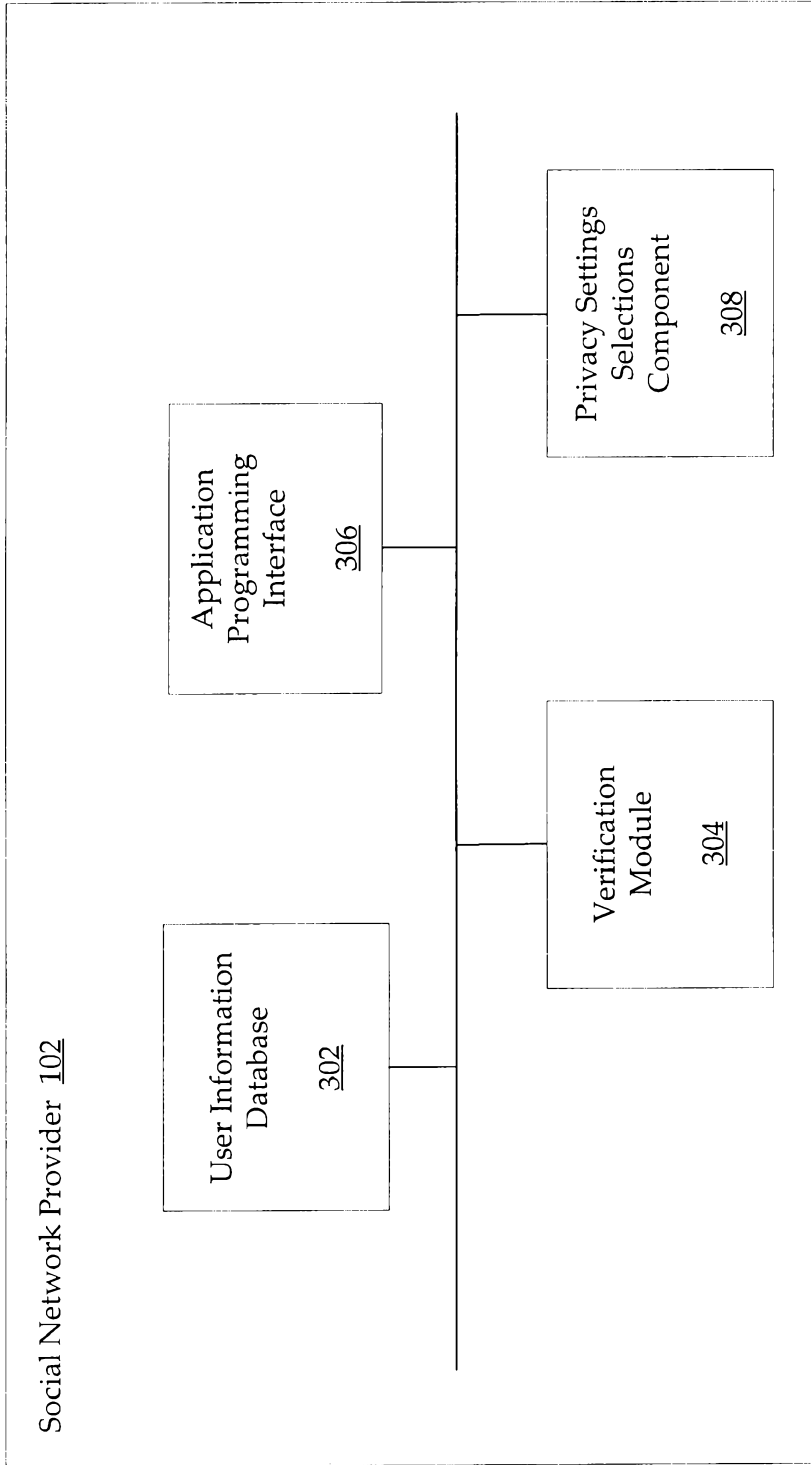 Social Network Provider 102
User Information
Database
302
Application
Programming
Interface
306
Verification
Module
304
Privacy Settings
Selections
Component
308